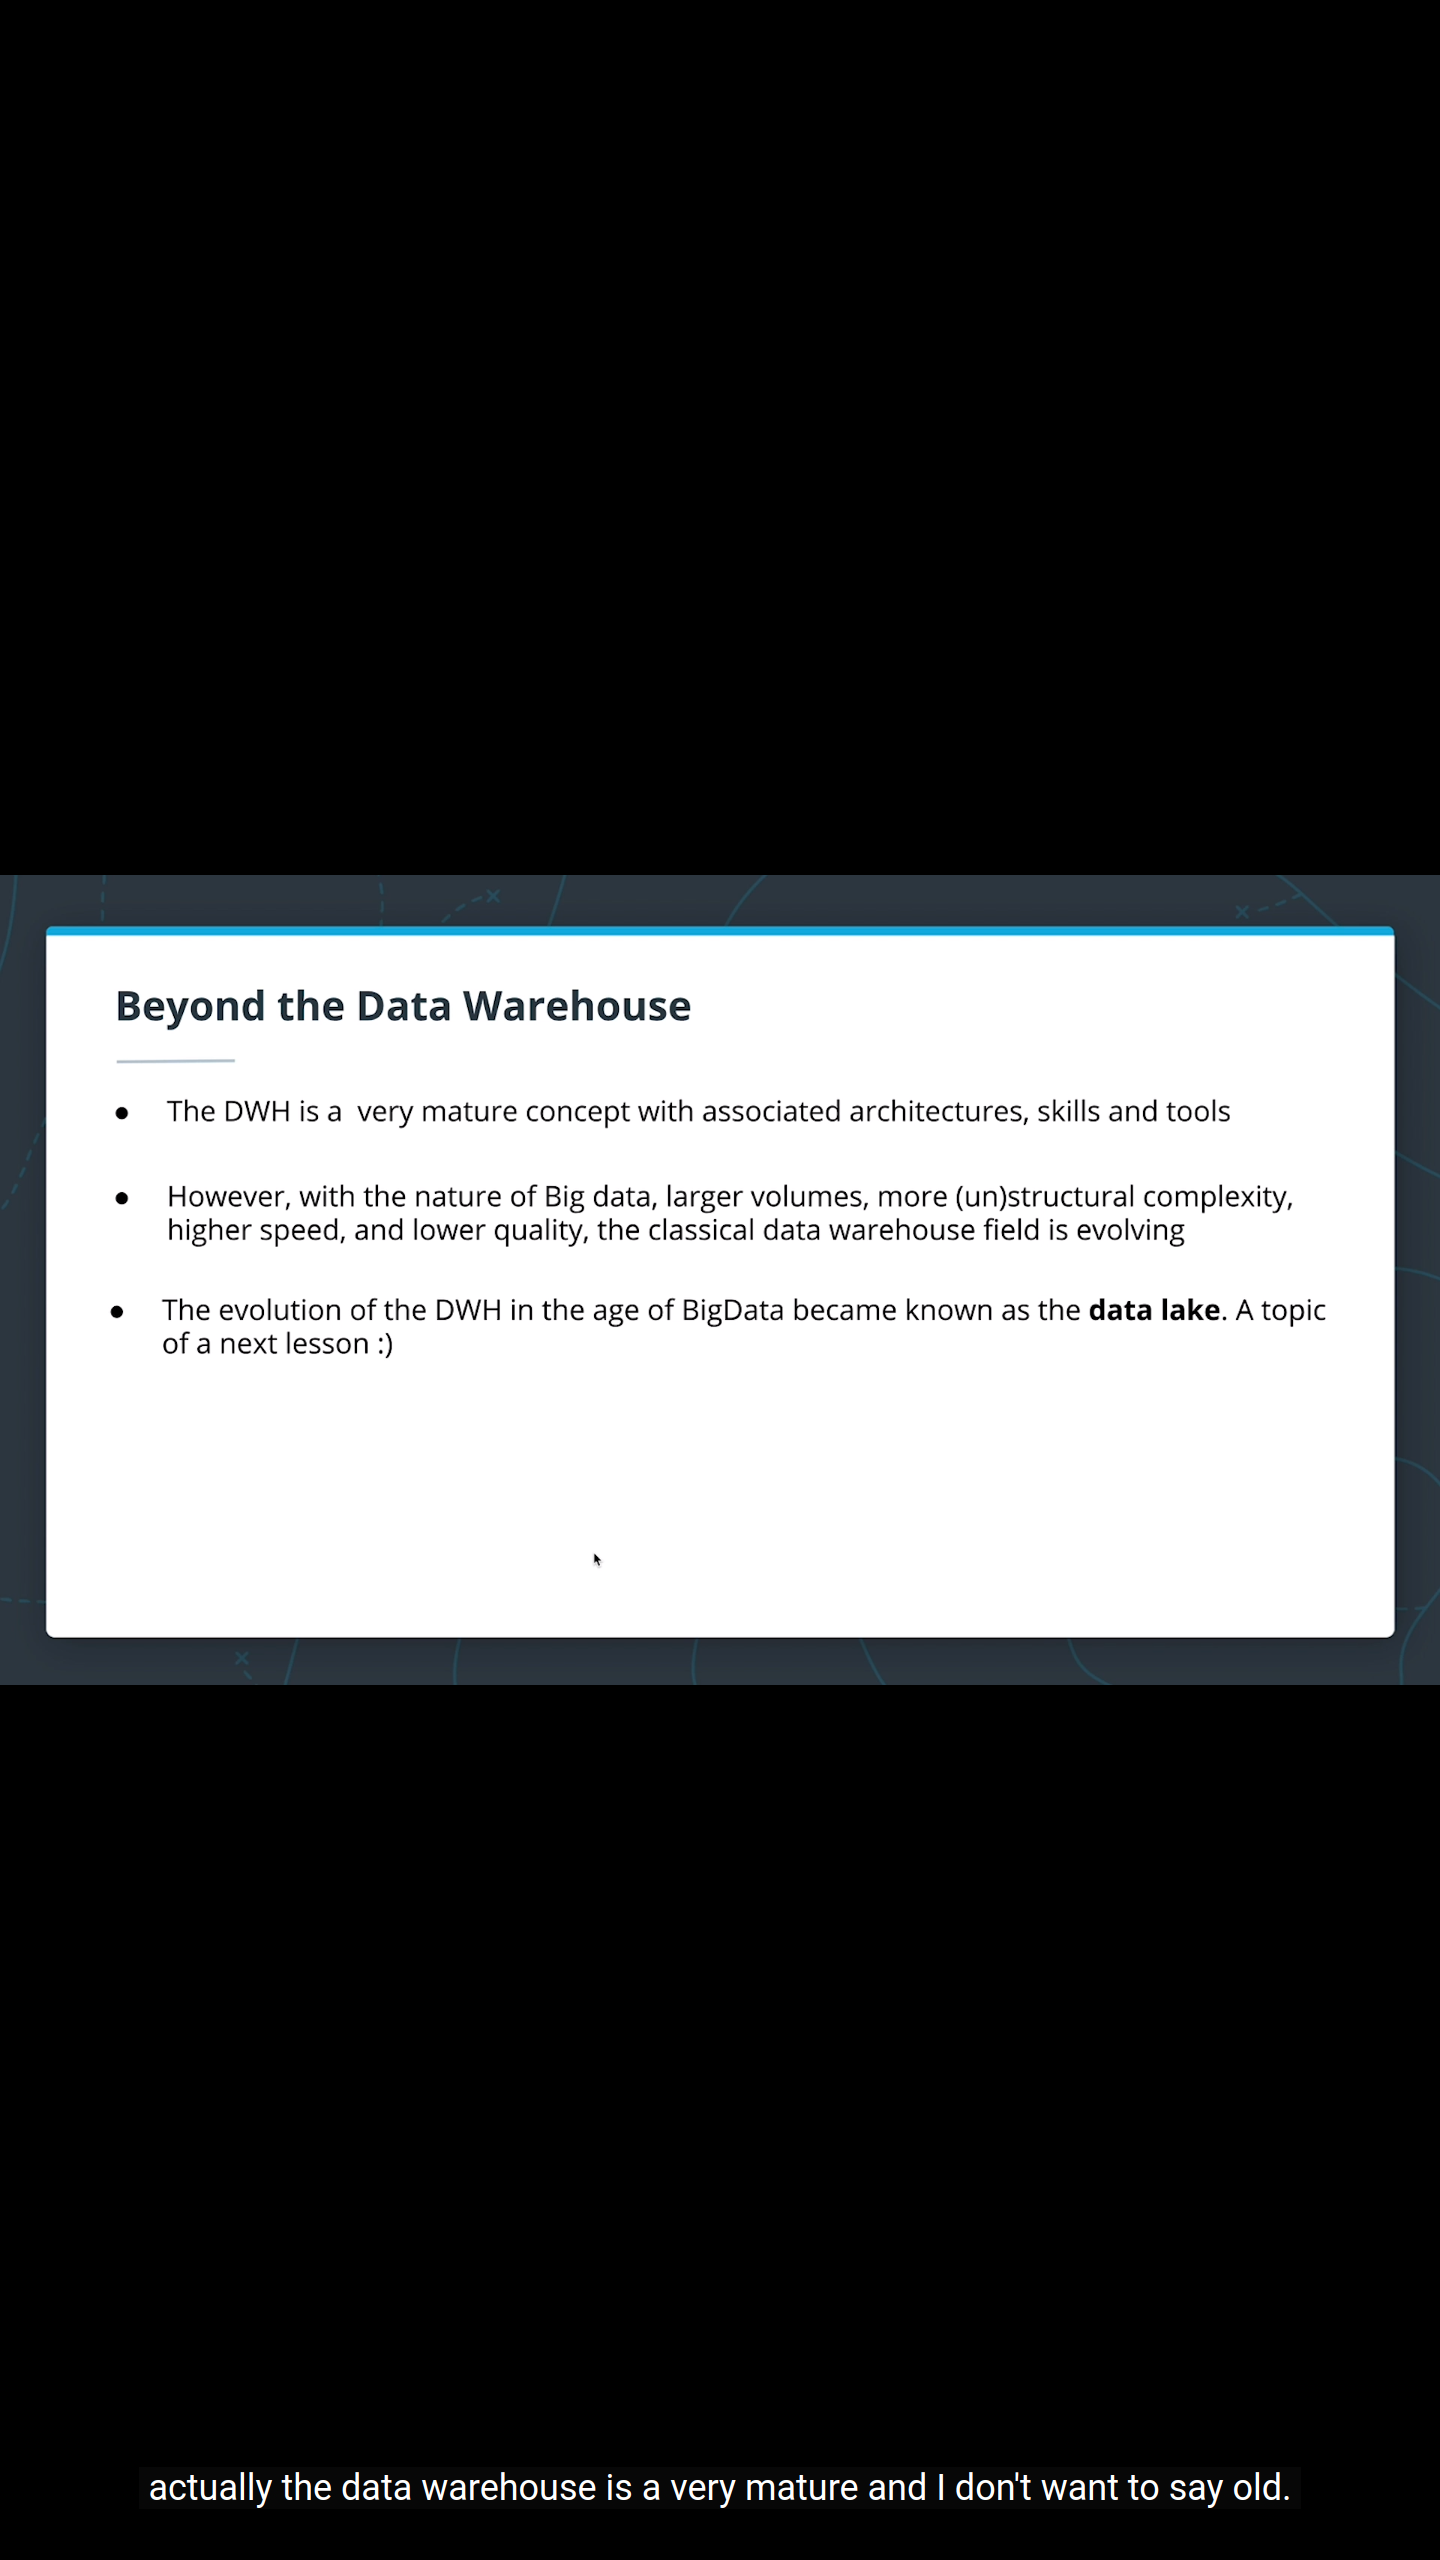 Beyond the Data Warehouse
● The DWH is a  very mature concept with associated architectures, skills and tools
● However, with the nature of Big data, larger volumes, more (un)structural complexity,
higher speed, and lower quality, the classical data warehouse field is evolving
● The evolution of the DWH in the age of BigData became known as the data lake. A topic
of a next lesson :)
actually the data warehouse is a very mature and I don't want to say old.